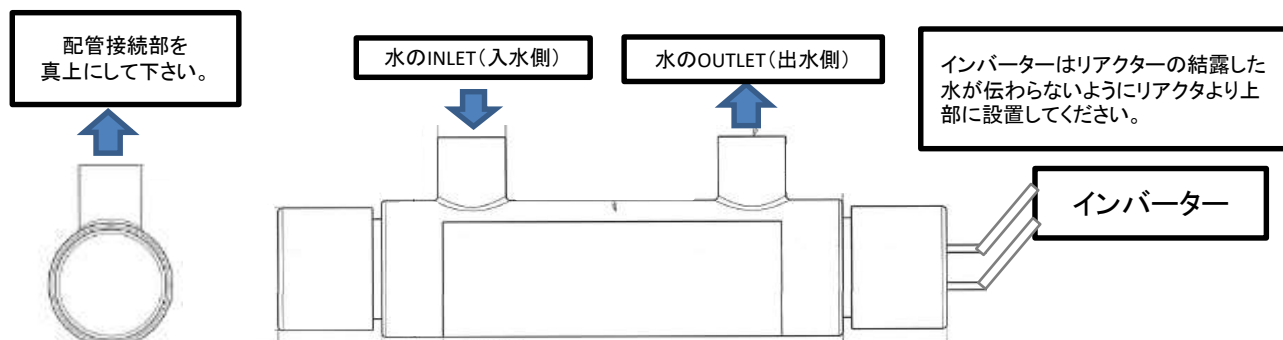 配管接続部を
真上にして下さい。
水のINLET(入水側)
水のOUTLET(出水側)
インバーターはリアクターの結露した
水が伝わらないようにリアクタより上
部に設置してください。
インバーター